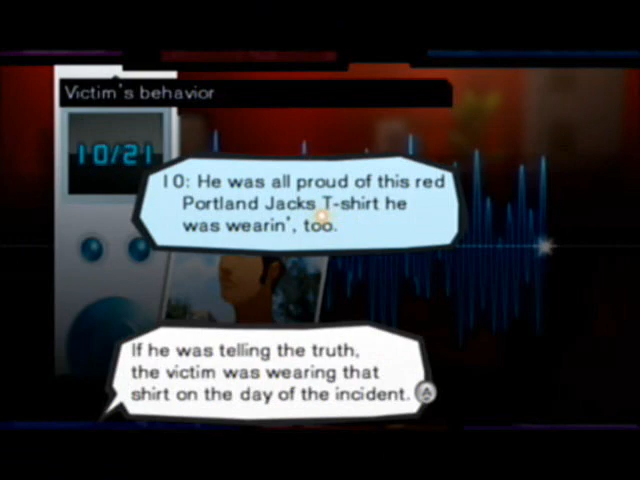 Victim's behavior
10/21
10: He was all proud of this red
Portland Jacks T-shirt he
was wearin', too.
If he was telling the truth,
the victim was wearing that
shirt on the day of the incident.
A